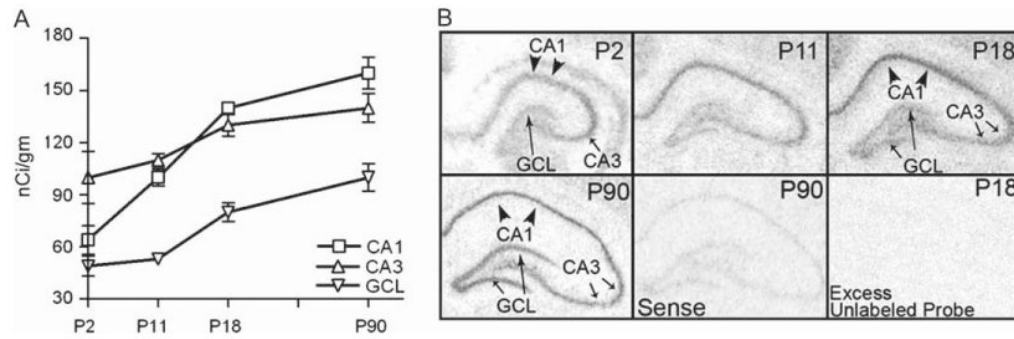 A
nCi/gm
180
150
120
90
60
30
P2
P11
P18
P90
CA1
CA3
GCL
B
P2
CA1
GCL
CA3
P11
P18
CA1
CA3
GCL
P90
CA1
CA3
GCL
P90
Sense
P18
Excess
Unlabeled Probe